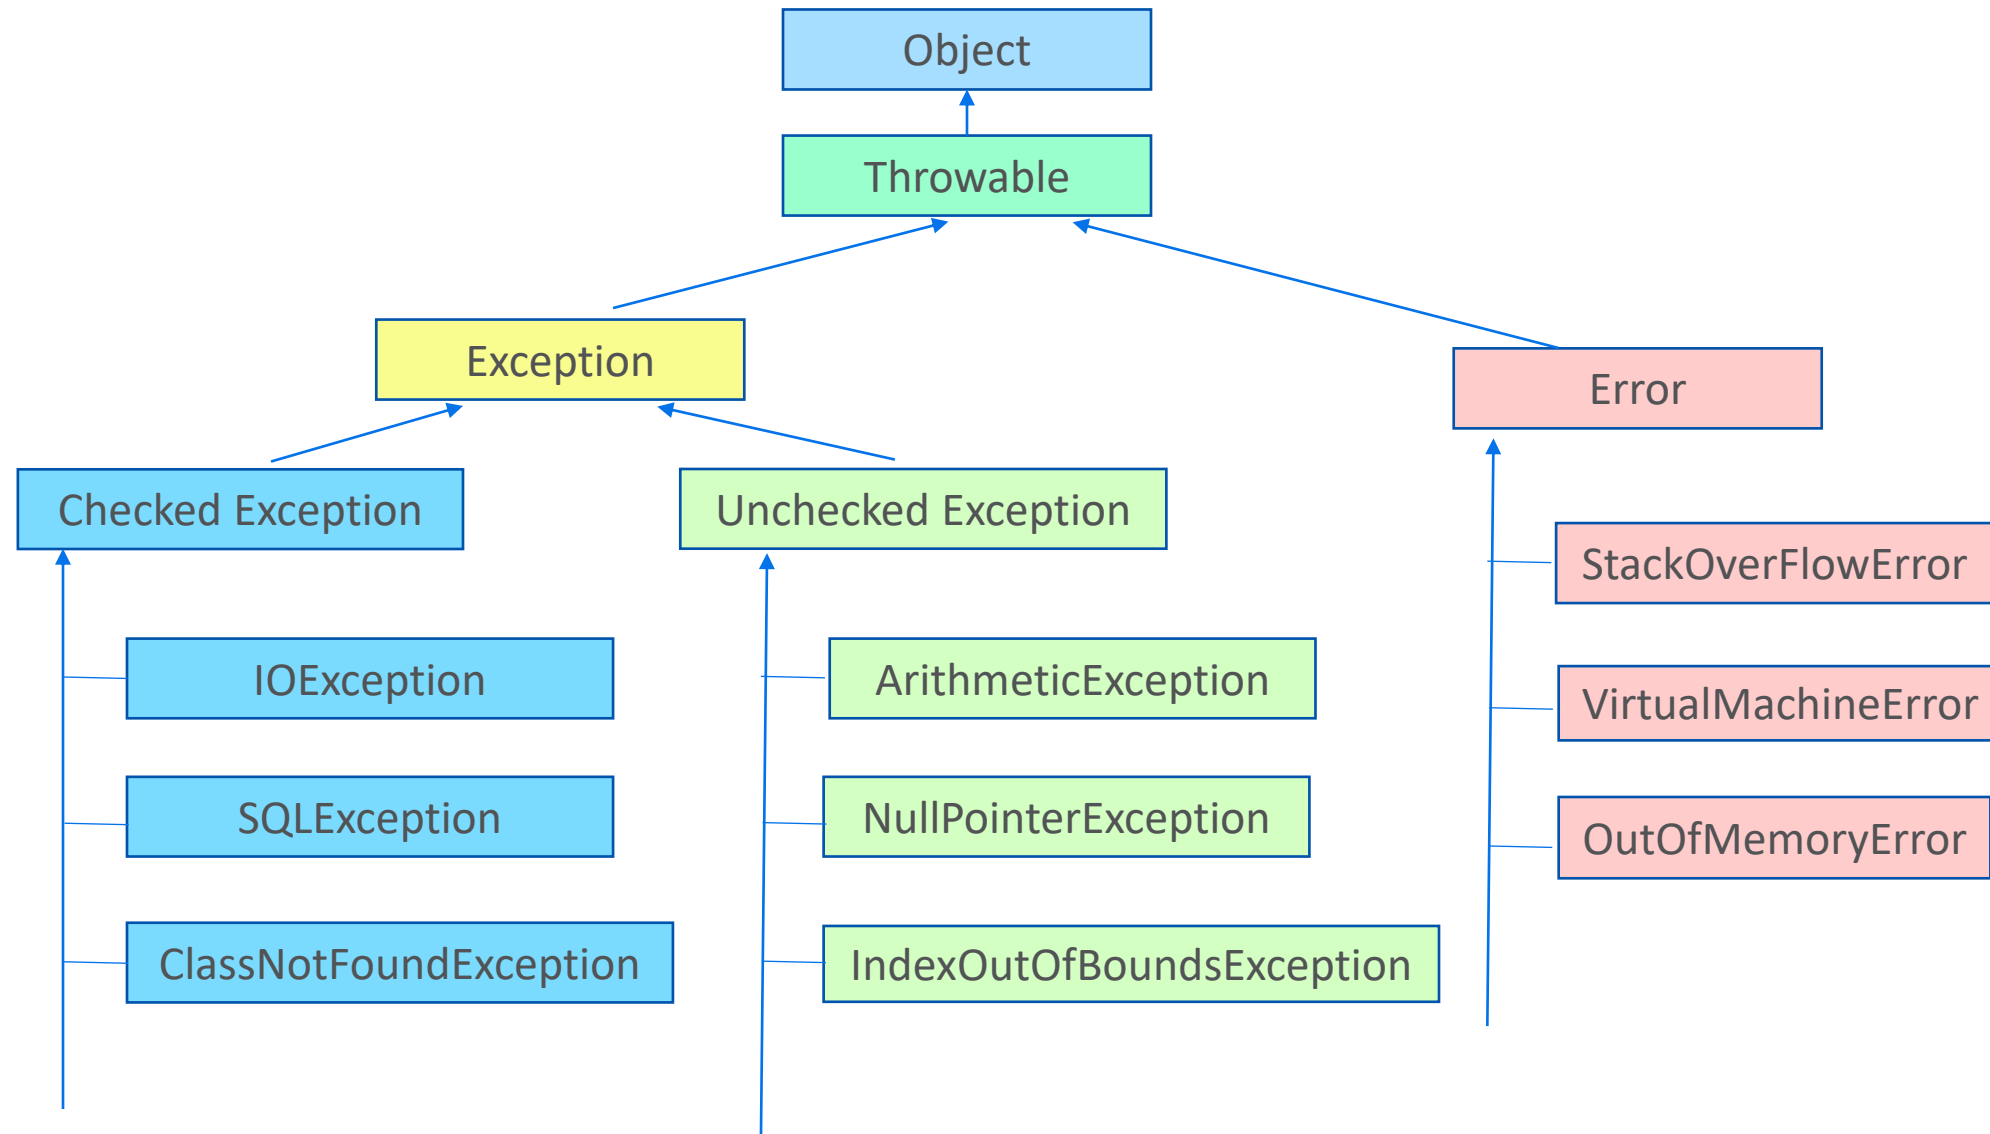 Object
Throwable
Exception
Error
Checked Exception
Unchecked Exception
StackOverFlowError
IOException
ArithmeticException
VirtualMachineError
SQLException
NullPointerException
OutOfMemoryError
ClassNotFoundException
IndexOutOfBoundsException